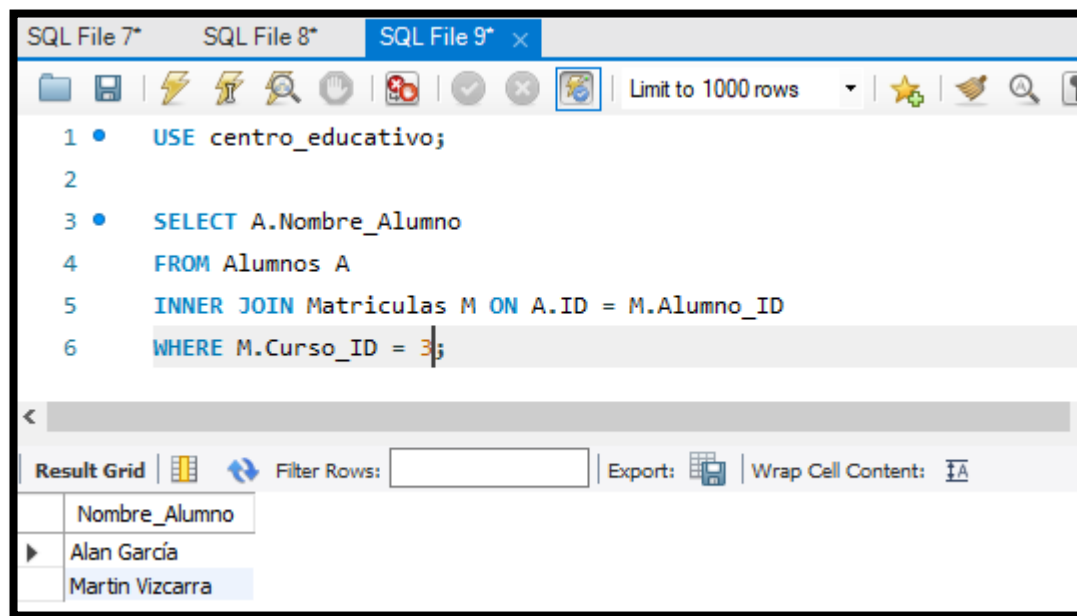 SQL File 7* SQL File 8* SQL File 9* ×
Limit to 1000 rows
1 USE centro_educativo;
2
3 SELECT A.Nombre_Alumno
4 FROM Alumnos A
5 INNER JOIN Matriculas M ON A.ID = M.Alumno_ID
6 WHERE M.Curso_ID = 3;
Result Grid Filter Rows: Export: Wrap Cell Content: IA
Nombre_Alumno
Alan García
Martin Vizcarra